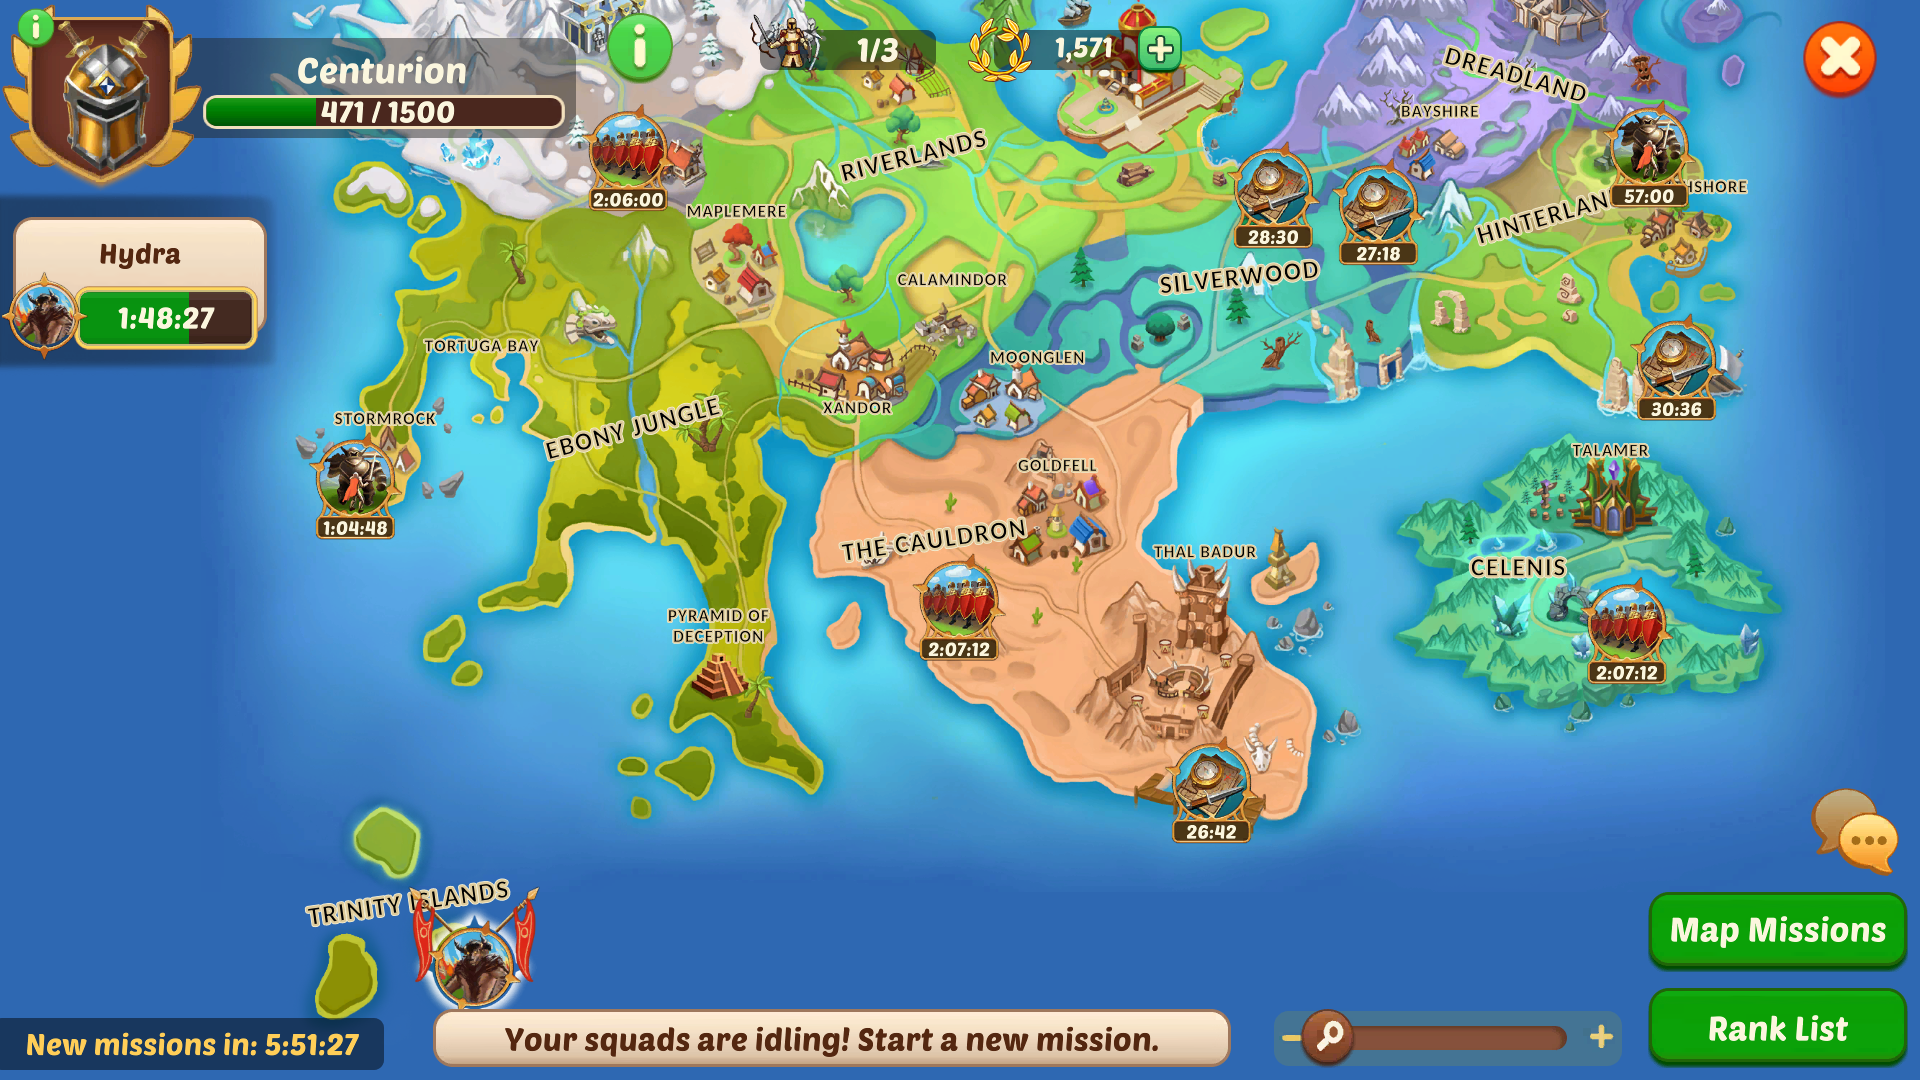 Centurion
471 / 1500
1/3
1,571
DREADLAND
BAYSHIRE
RIVERLANDS
2:06:00
MAPLEMERE
57:00
HSHORE
HINTERLAN
28:30
27:18
Hydra
1:48:27
CALAMINDOR
SILVERWOOD
TORTUGA BAY
MOONGLEN
XANDOR
30:36
STORMROCK
EBONY JUNGLE
TALAMER
GOLDFELL
1:04:48
THE CAULDRON
THAL BADUR
CELENIS
PYRAMID OF
DECEPTION
2:07:12
2:07:12
26:42
TRINITY ISLANDS
Map Missions
Rank List
New missions in: 5:51:27
Your squads are idling! Start a new mission.